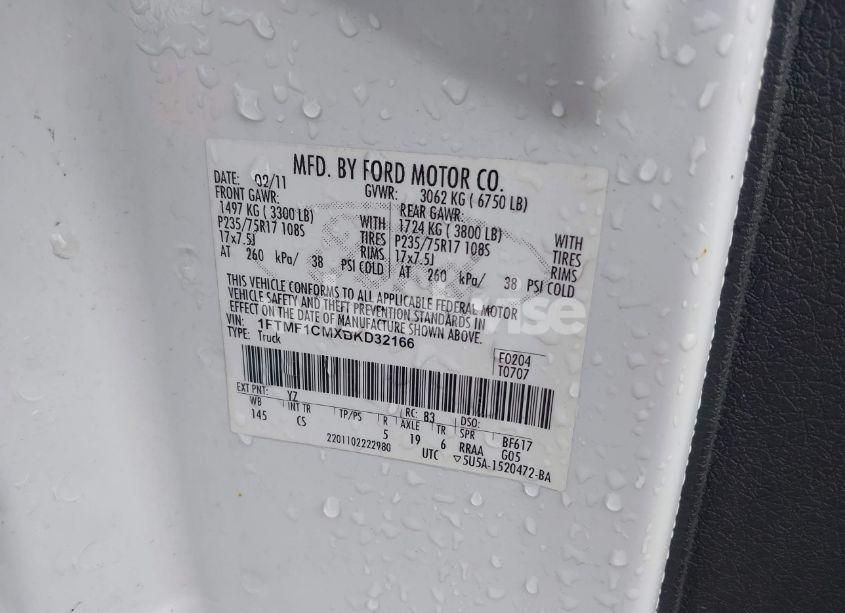 MFD. BY FORD MOTOR CO.
DATE: 02/11 GVWR: 3062 KG ( 6750 LB)
FRONT GAWR: REAR GAWR:
1497 KG ( 3300 LB) WITH 1724 KG ( 3800 LB) WITH
P235/75R17 108S TIRES P235/75R17 108S TIRES
17x7.5J RIMS 17x7.5J RIMS
AT 260 kPa/ 38 PSI COLD AT 260 kPa/ 38 PSI COLD
THIS VEHICLE CONFORMS TO ALL APPLICABLE FEDERAL MOTOR
VEHICLE SAFETY AND THEFT PREVENTION STANDARDS IN
EFFECT ON THE DATE OF MANUFACTURE SHOWN ABOVE.
VIN: 1FTMF1CMXBKD32166
TYPE: Truck
F0204
T0707
EXT PNT: YZ RC: 83 DSO:
WB INT TR TP/PS R AXLE TR SPR BF617
145 CS 5 19 6 RRAA G05
2201102222980 UTC ▽5U5A-1520472-BA
wise